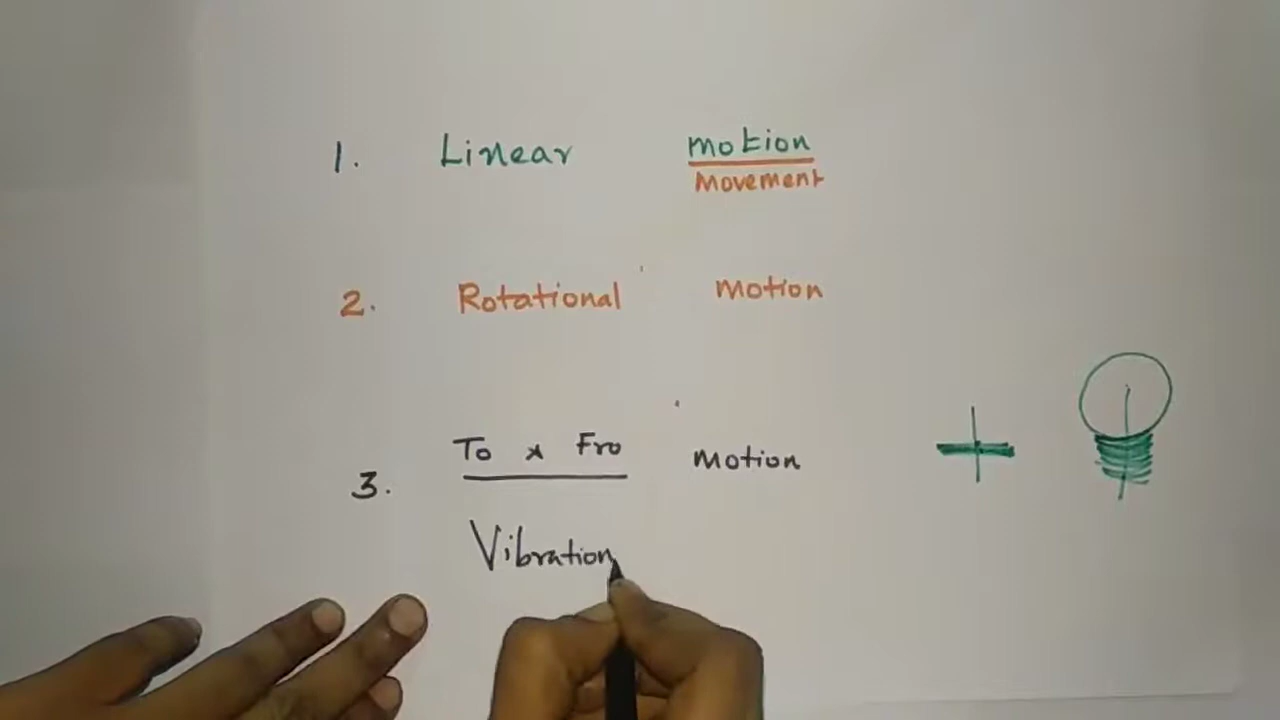 1. Linear motion
Movement
2. Rotational motion
3. To & Fro motion
Vibration